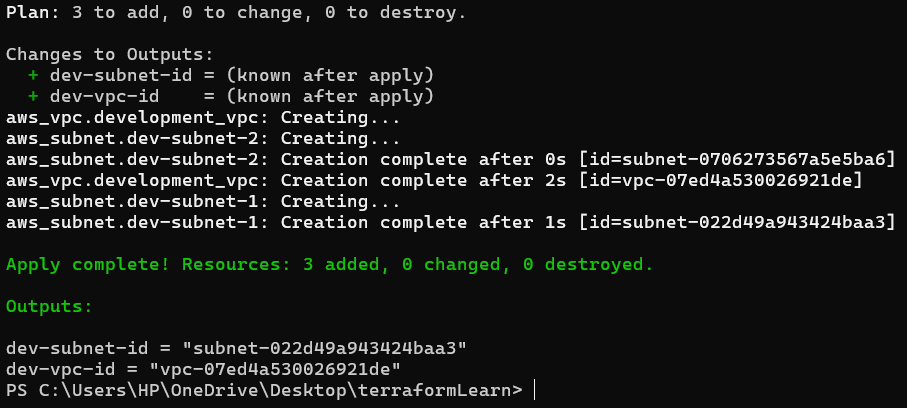 Plan: 3 to add, 0 to change, 0 to destroy.
Changes to Outputs:
  + dev-subnet-id = (known after apply)
  + dev-vpc-id    = (known after apply)
aws_vpc.development_vpc: Creating...
aws_subnet.dev-subnet-2: Creating...
aws_subnet.dev-subnet-2: Creation complete after 0s [id=subnet-0706273567a5e5ba6]
aws_vpc.development_vpc: Creation complete after 2s [id=vpc-07ed4a530026921de]
aws_subnet.dev-subnet-1: Creating...
aws_subnet.dev-subnet-1: Creation complete after 1s [id=subnet-022d49a943424baa3]
Apply complete! Resources: 3 added, 0 changed, 0 destroyed.
Outputs:
dev-subnet-id = "subnet-022d49a943424baa3"
dev-vpc-id = "vpc-07ed4a530026921de"
PS C:\Users\HP\OneDrive\Desktop\terraformLearn>